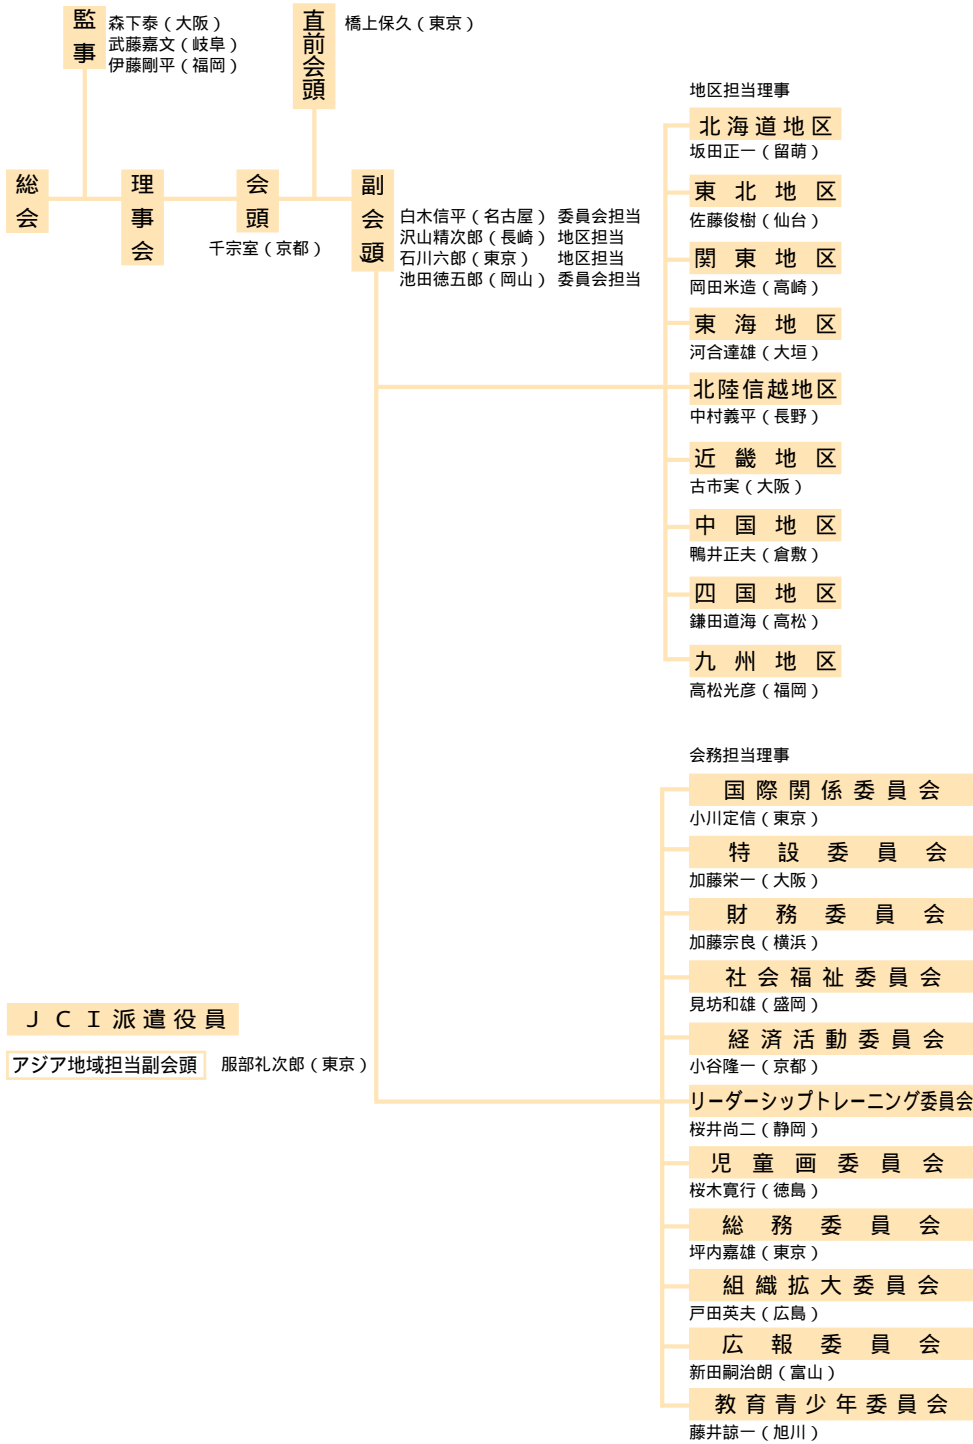 監事
森下泰(大阪)
武藤嘉文(岐阜)
伊藤剛平(福岡)
直前会頭
橋上保久(東京)
総会
理事会
会頭
千宗室(京都)
副会頭
白木信平(名古屋) 委員会担当
沢山精次郎(長崎) 地区担当
石川六郎(東京) 地区担当
池田徳五郎(岡山) 委員会担当
地区担当理事
北海道地区
坂田正一(留萌)
東北地区
佐藤俊樹(仙台)
関東地区
岡田米造(高崎)
東海地区
河合達雄(大垣)
北陸信越地区
中村義平(長野)
近畿地区
古市実(大阪)
中国地区
鴨井正夫(倉敷)
四国地区
鎌田道海(高松)
九州地区
高松光彦(福岡)
会務担当理事
国際関係委員会
小川定信(東京)
特設委員会
加藤栄一(大阪)
財務委員会
加藤宗良(横浜)
社会福祉委員会
見坊和雄(盛岡)
経済活動委員会
小谷隆一(京都)
リーダーシップトレーニング委員会
桜井尚二(静岡)
児童画委員会
桜木寛行(徳島)
総務委員会
坪内嘉雄(東京)
組織拡大委員会
戸田英夫(広島)
広報委員会
新田嗣治朗(富山)
教育青少年委員会
藤井諒一(旭川)
JCI派遣役員
アジア地域担当副会頭 服部礼次郎(東京)